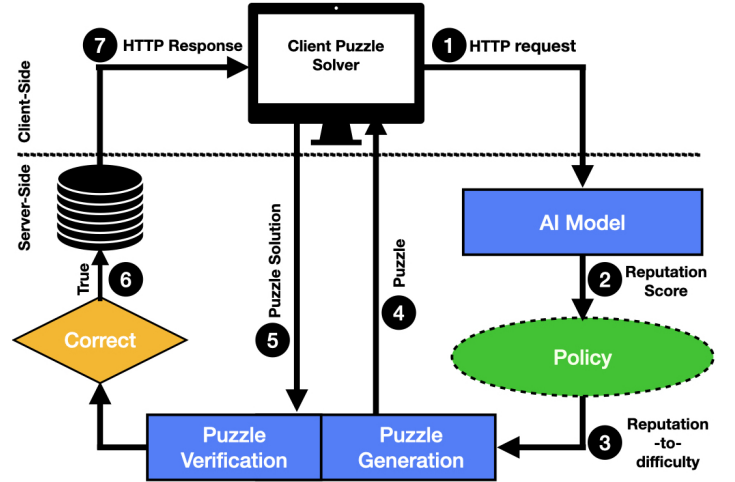 7 HTTP Response
Client Puzzle
Solver
1 HTTP request
Client-Side
Server-Side
AI Model
2 Reputation
Score
Policy
3 Reputation
-to-
difficulty
Puzzle
Generation
4 Puzzle
5 Puzzle Solution
Puzzle
Verification
Correct
True 6